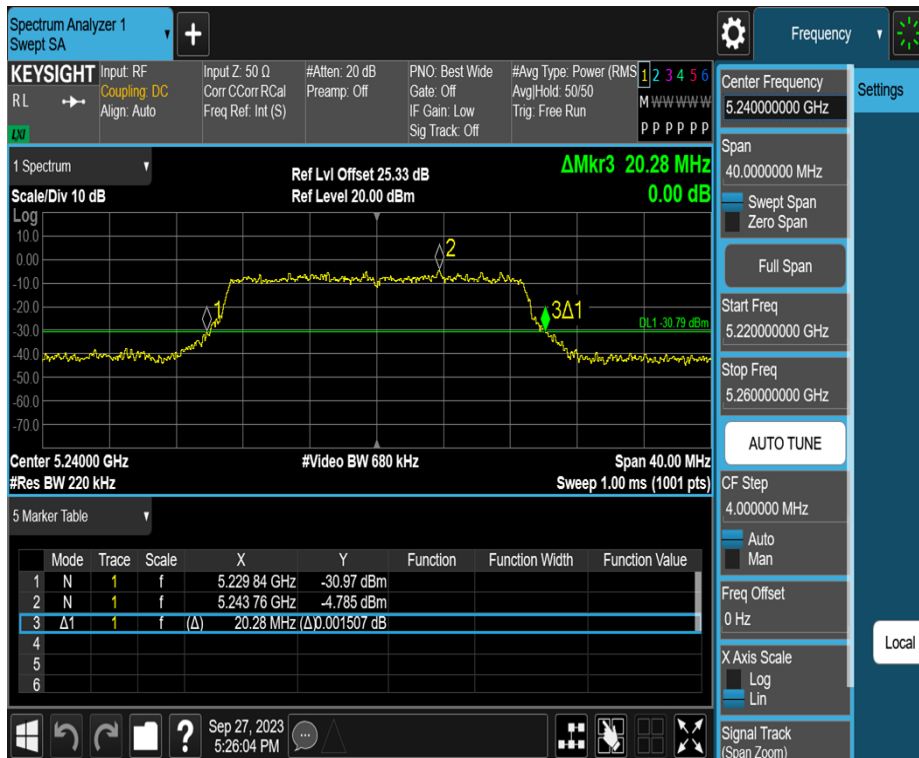 Spectrum Analyzer 1
Swept SA
+
Frequency
KEYSIGHT
RL
LXI
Input: RF
Coupling: DC
Align: Auto
Input Z: 50 Ω
Corr CCorr RCal
Freq Ref: Int (S)
#Atten: 20 dB
Preamp: Off
PNO: Best Wide
Gate: Off
IF Gain: Low
Sig Track: Off
#Avg Type: Power (RMS
Avg|Hold: 50/50
Trig: Free Run
1 2 3 4 5 6
M W W W W W
P P P P P P
1 Spectrum
Scale/Div 10 dB
Ref Lvl Offset 25.33 dB
Ref Level 20.00 dBm
ΔMkr3 20.28 MHz
0.00 dB
Log
10.0
0.00
-10.0
-20.0
-30.0
-40.0
-50.0
-60.0
-70.0
1
2
3Δ1
DL1 -30.79 dBm
Center 5.24000 GHz
#Video BW 680 kHz
Span 40.00 MHz
#Res BW 220 kHz
Sweep 1.00 ms (1001 pts)
5 Marker Table
Mode Trace Scale X Y Function Function Width Function Value
1 N 1 f 5.229 84 GHz -30.97 dBm
2 N 1 f 5.243 76 GHz -4.785 dBm
3 Δ1 1 f (Δ) 20.28 MHz (Δ)0.001507 dB
4
5
6
?
Sep 27, 2023
5:26:04 PM
Center Frequency
5.240000000 GHz
Span
40.0000000 MHz
Swept Span
Zero Span
Full Span
Start Freq
5.220000000 GHz
Stop Freq
5.260000000 GHz
AUTO TUNE
CF Step
4.000000 MHz
Auto
Man
Freq Offset
0 Hz
X Axis Scale
Log
Lin
Signal Track
(Span Zoom)
Settings
Local